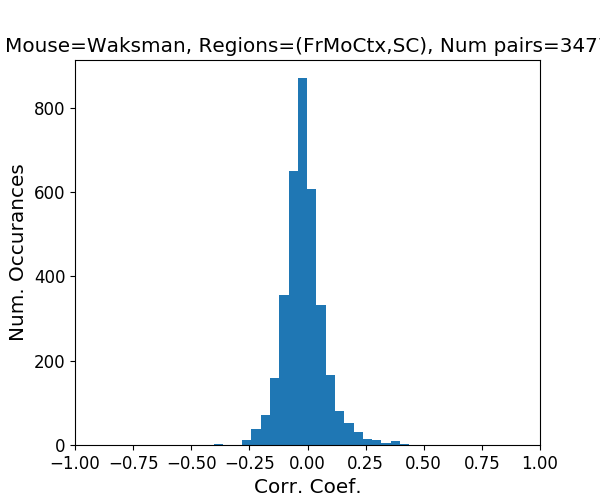 Mouse=Waksman, Regions=(FrMoCtx,SC), Num pairs=347
800
600
400
200
0
Num. Occurances
−1.00 −0.75 −0.50 −0.25 0.00 0.25 0.50 0.75 1.00
Corr. Coef.